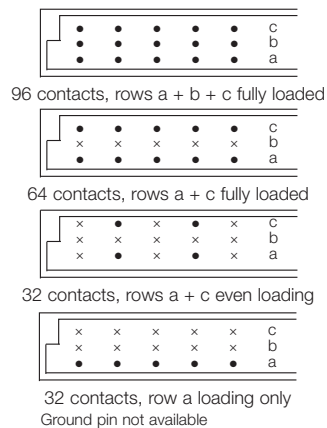 c
b
a
96 contacts, rows a + b + c fully loaded
c
b
a
64 contacts, rows a + c fully loaded
c
b
a
32 contacts, rows a + c even loading
c
b
a
32 contacts, row a loading only
Ground pin not available